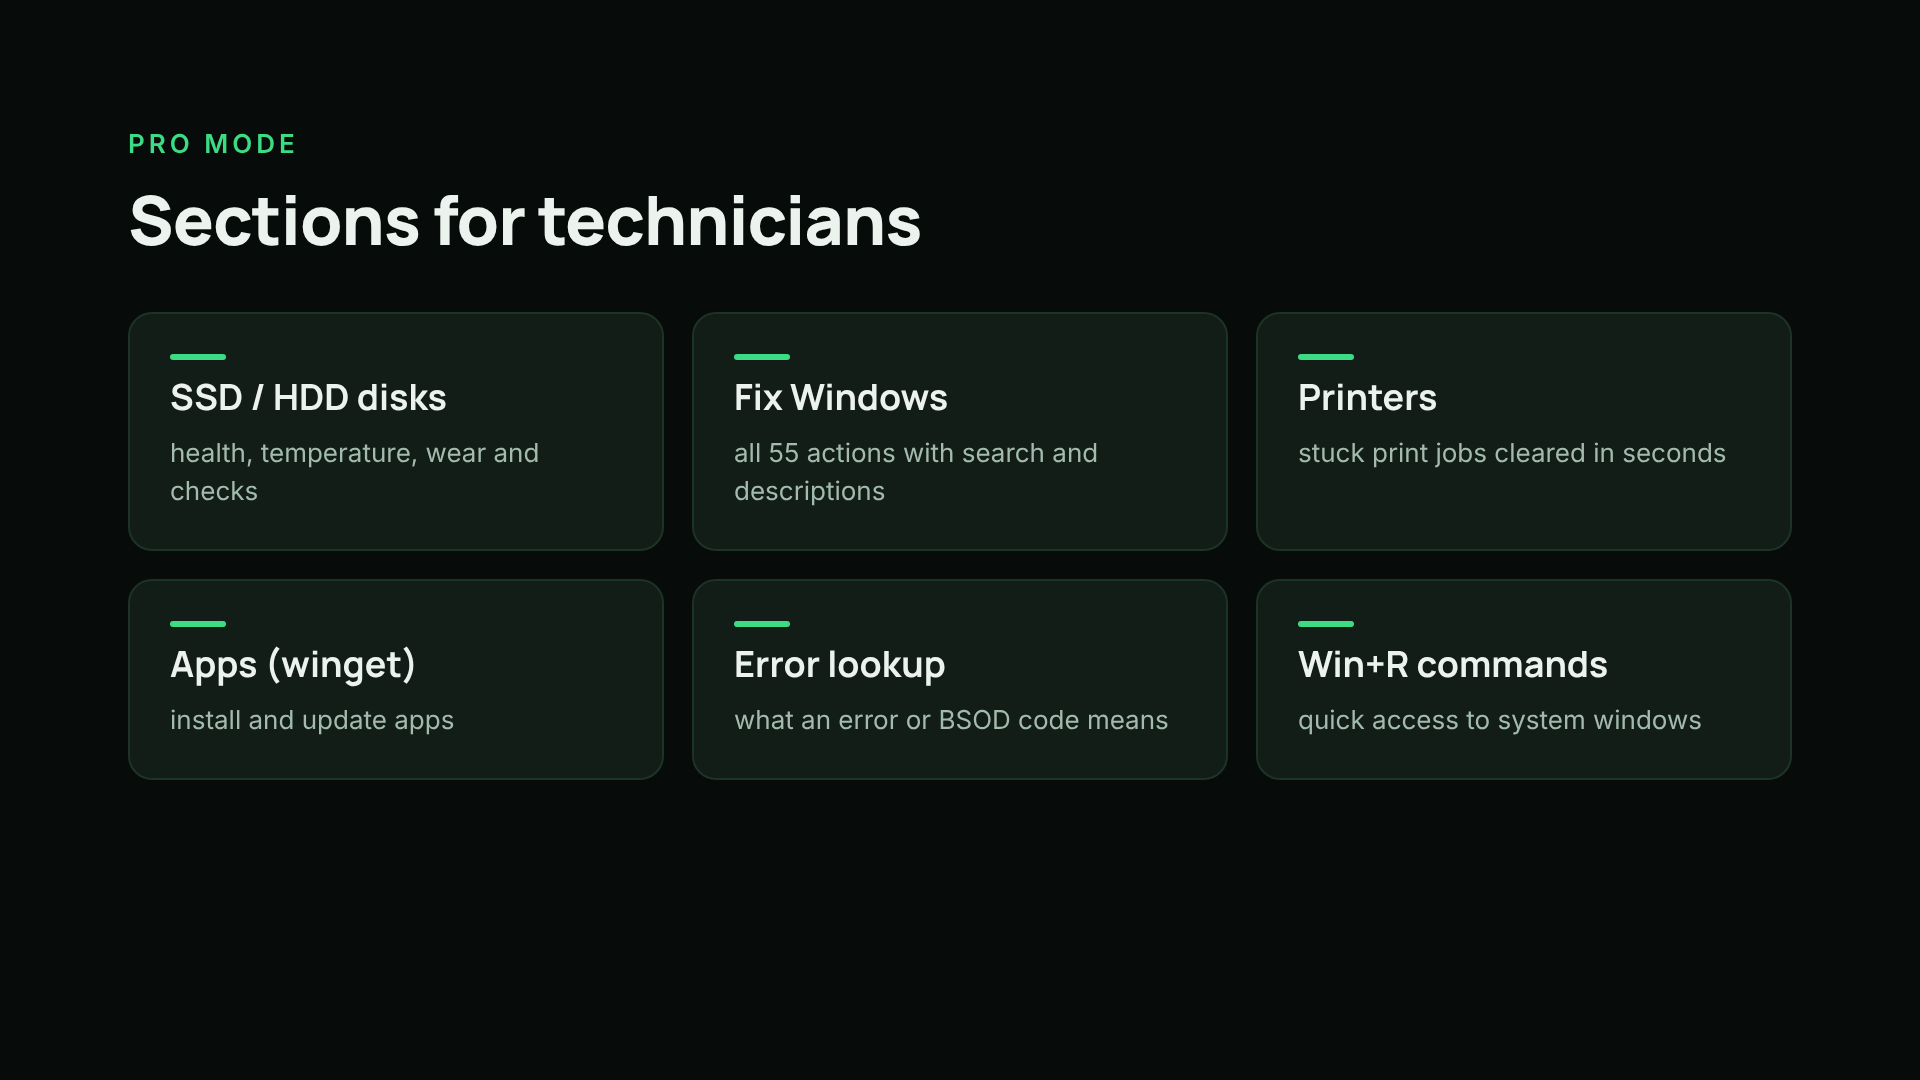 PRO MODE
Sections for technicians
SSD / HDD disks
health, temperature, wear and
checks
Fix Windows
all 55 actions with search and
descriptions
Printers
stuck print jobs cleared in seconds
Apps (winget)
install and update apps
Error lookup
what an error or BSOD code means
Win+R commands
quick access to system windows